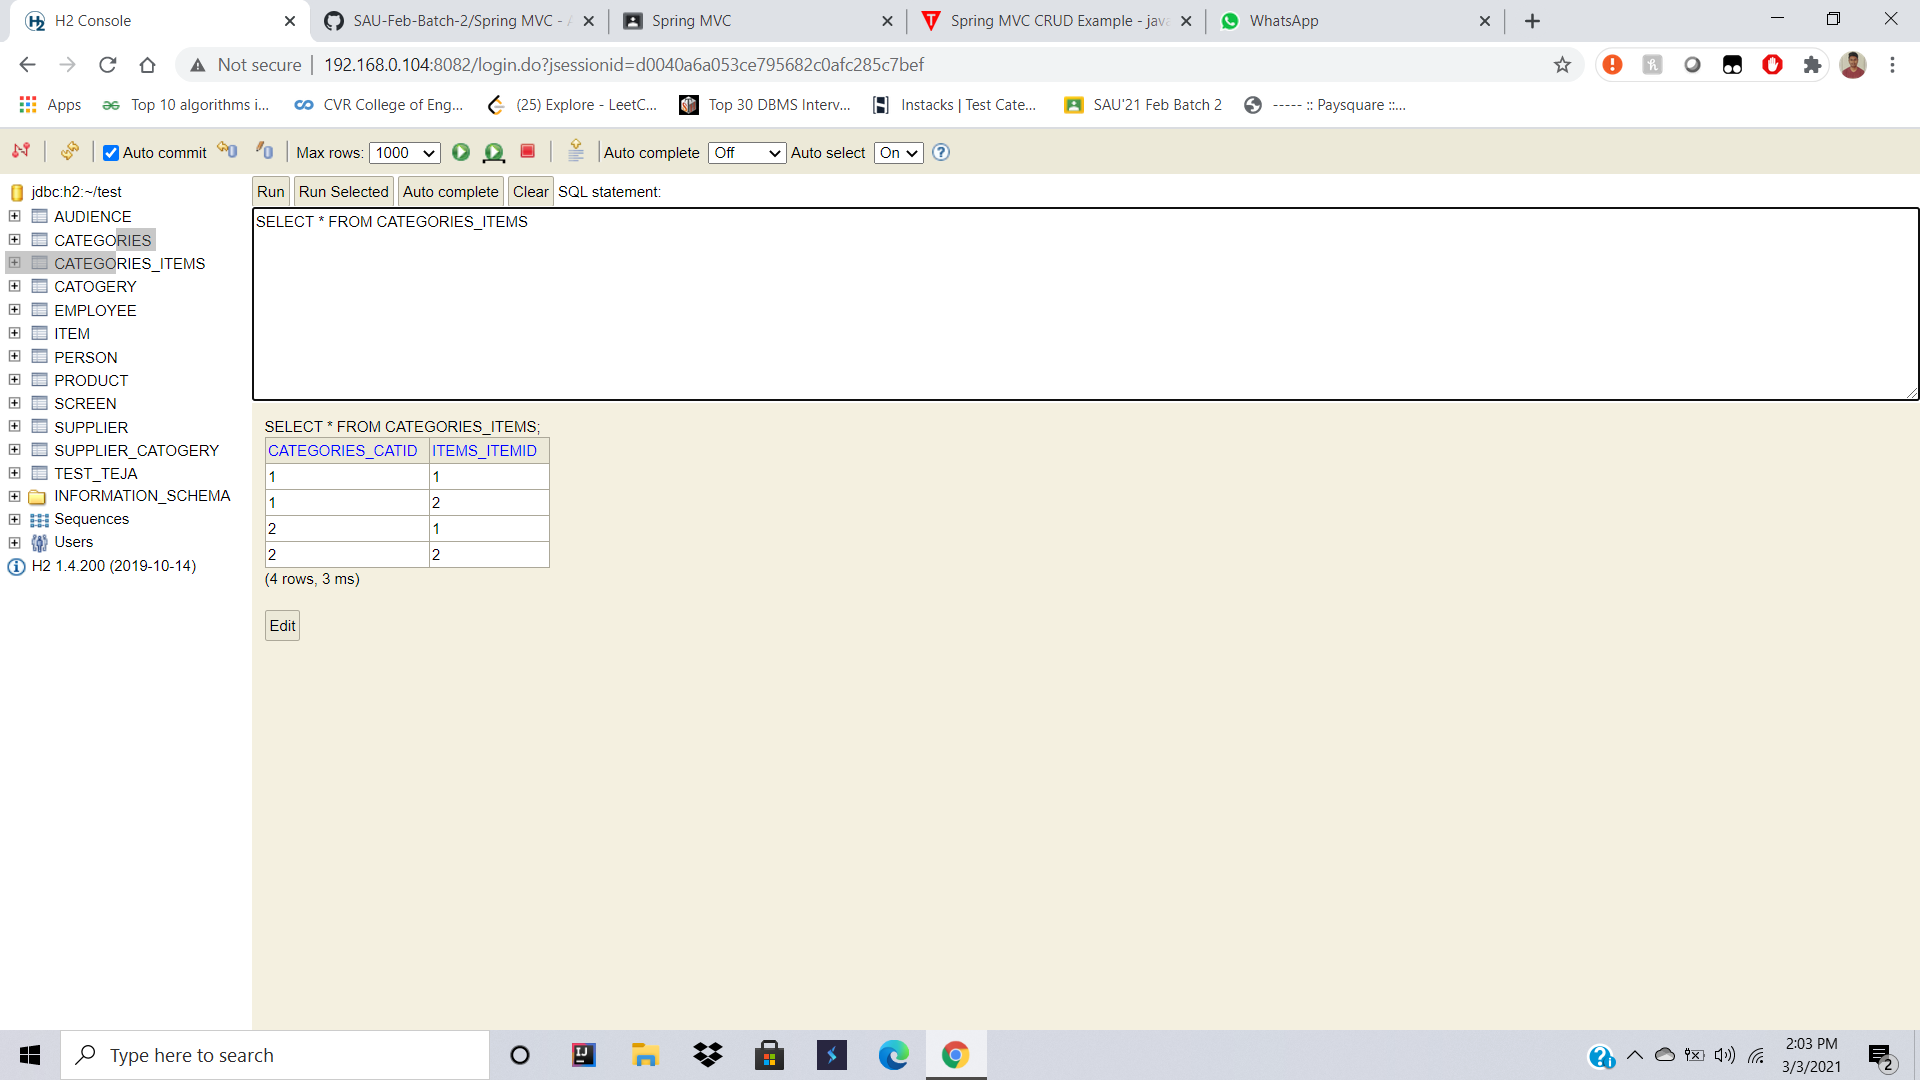 H2 Console
SAU-Feb-Batch-2/Spring MVC - A
Spring MVC
Spring MVC CRUD Example - java
WhatsApp
Not secure
192.168.0.104:8082/login.do?jsessionid=d0040a6a053ce795682c0afc285c7bef
Apps
Top 10 algorithms i...
CVR College of Eng...
(25) Explore - LeetC...
Top 30 DBMS Interv...
Instacks | Test Cate...
SAU'21 Feb Batch 2
----- :: Paysquare ::...
Auto commit
Max rows: 1000
Auto complete Off
Auto select On
jdbc:h2:~/test
AUDIENCE
CATEGORIES
CATEGORIES_ITEMS
CATOGERY
EMPLOYEE
ITEM
PERSON
PRODUCT
SCREEN
SUPPLIER
SUPPLIER_CATOGERY
TEST_TEJA
INFORMATION_SCHEMA
Sequences
Users
H2 1.4.200 (2019-10-14)
Run Run Selected Auto complete Clear SQL statement:
SELECT * FROM CATEGORIES_ITEMS
SELECT * FROM CATEGORIES_ITEMS;
CATEGORIES_CATID ITEMS_ITEMID
1 1
1 2
2 1
2 2
(4 rows, 3 ms)
Edit
Type here to search
2:03 PM
3/3/2021
2